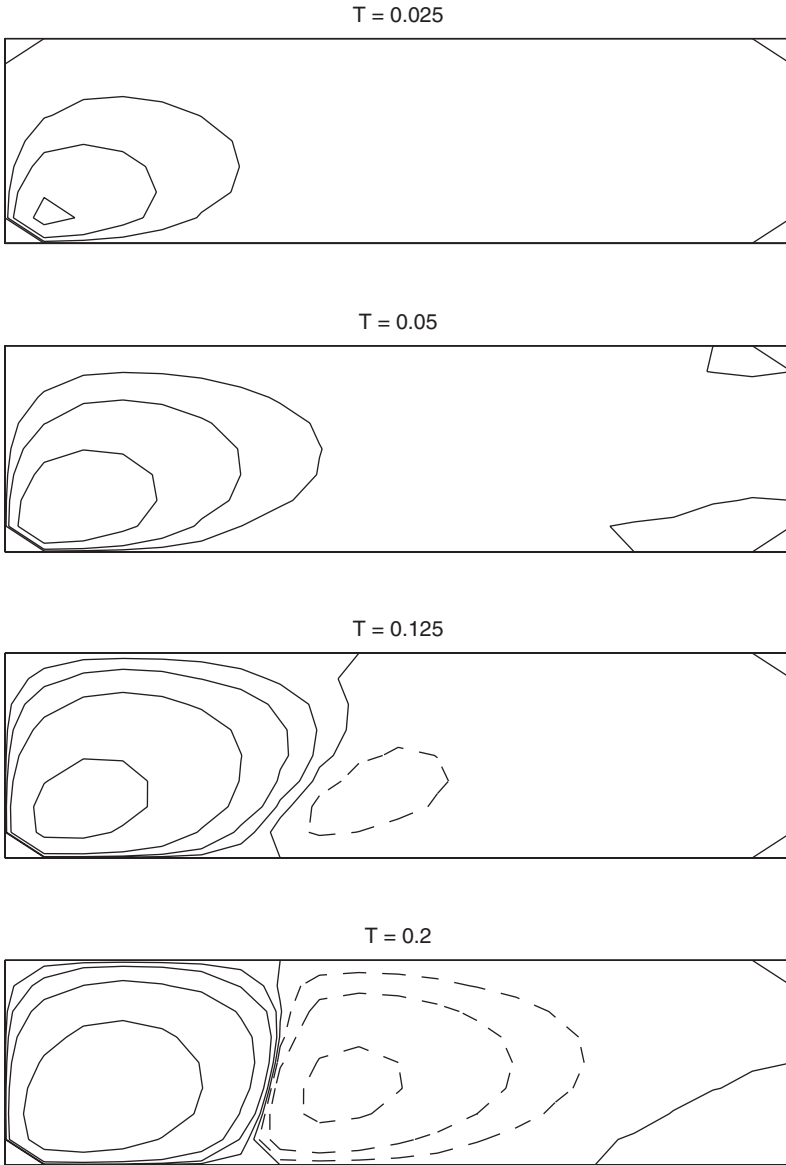 T = 0.025
T = 0.05
T = 0.125
T = 0.2